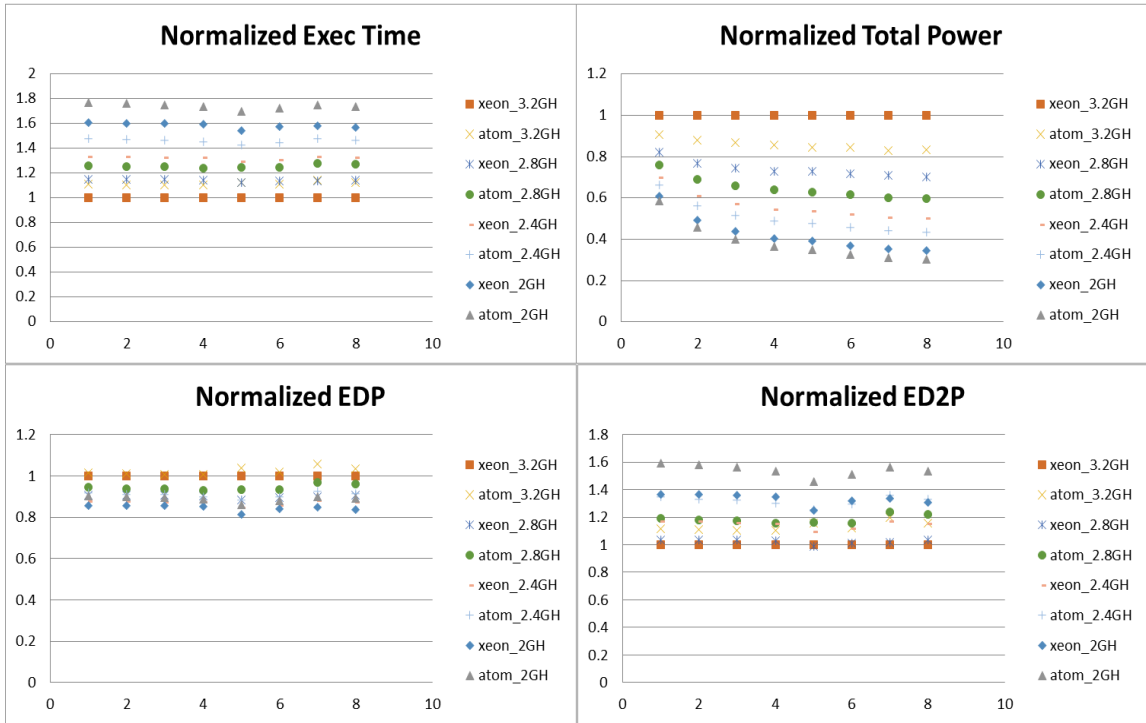 Normalized Exec Time
2
1.8
1.6
1.4
1.2
1
0.8
0.6
0.4
0.2
0
0 2 4 6 8 10
xeon_3.2GH
atom_3.2GH
xeon_2.8GH
atom_2.8GH
xeon_2.4GH
atom_2.4GH
xeon_2GH
atom_2GH
Normalized Total Power
1.2
1
0.8
0.6
0.4
0.2
0
0 2 4 6 8 10
xeon_3.2GH
atom_3.2GH
xeon_2.8GH
atom_2.8GH
xeon_2.4GH
atom_2.4GH
xeon_2GH
atom_2GH
Normalized EDP
1.2
1
0.8
0.6
0.4
0.2
0
0 2 4 6 8 10
xeon_3.2GH
atom_3.2GH
xeon_2.8GH
atom_2.8GH
xeon_2.4GH
atom_2.4GH
xeon_2GH
atom_2GH
Normalized ED2P
1.8
1.6
1.4
1.2
1
0.8
0.6
0.4
0.2
0
0 2 4 6 8 10
xeon_3.2GH
atom_3.2GH
xeon_2.8GH
atom_2.8GH
xeon_2.4GH
atom_2.4GH
xeon_2GH
atom_2GH